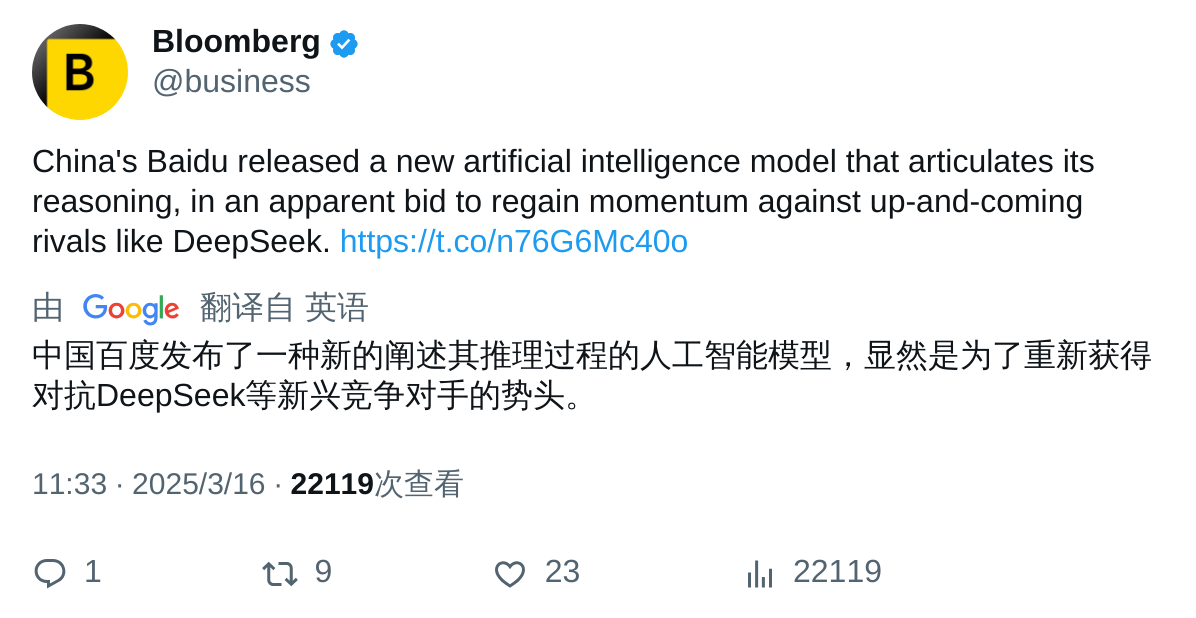 B
Bloomberg
@business
China's Baidu released a new artificial intelligence model that articulates its
reasoning, in an apparent bid to regain momentum against up-and-coming
rivals like DeepSeek. https://t.co/n76G6Mc40o
由 Google 翻译自 英语
中国百度发布了一种新的阐述其推理过程的人工智能模型，显然是为了重新获得
对抗DeepSeek等新兴竞争对手的势头。
11:33 · 2025/3/16 · 22119次查看
1 9 23 22119